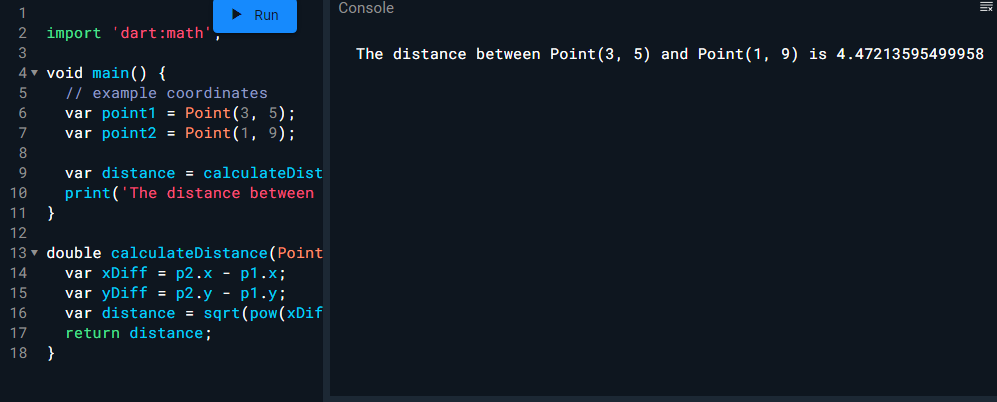 Run
Console
1
2 import 'dart:math';
3
4 void main() {
5 // example coordinates
6 var point1 = Point(3, 5);
7 var point2 = Point(1, 9);
8
9 var distance = calculateDist
10 print('The distance between
11 }
12
13 double calculateDistance(Point
14 var xDiff = p2.x - p1.x;
15 var yDiff = p2.y - p1.y;
16 var distance = sqrt(pow(xDif
17 return distance;
18 }
The distance between Point(3, 5) and Point(1, 9) is 4.47213595499958